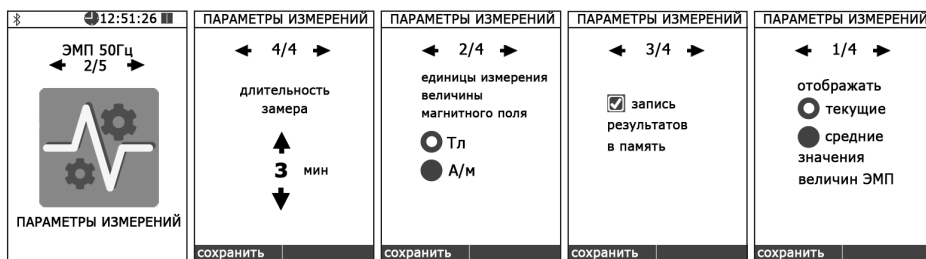 12:51:26
ЭМП 50Гц
2/5
ПАРАМЕТРЫ ИЗМЕРЕНИЙ
ПАРАМЕТРЫ ИЗМЕРЕНИЙ
4/4
длительность
замера
3 мин
сохранить
ПАРАМЕТРЫ ИЗМЕРЕНИЙ
2/4
единицы измерения
величины
магнитного поля
Тл
А/м
сохранить
ПАРАМЕТРЫ ИЗМЕРЕНИЙ
3/4
запись
результатов
в память
сохранить
ПАРАМЕТРЫ ИЗМЕРЕНИЙ
1/4
отображать
текущие
средние
значения
величин ЭМП
сохранить